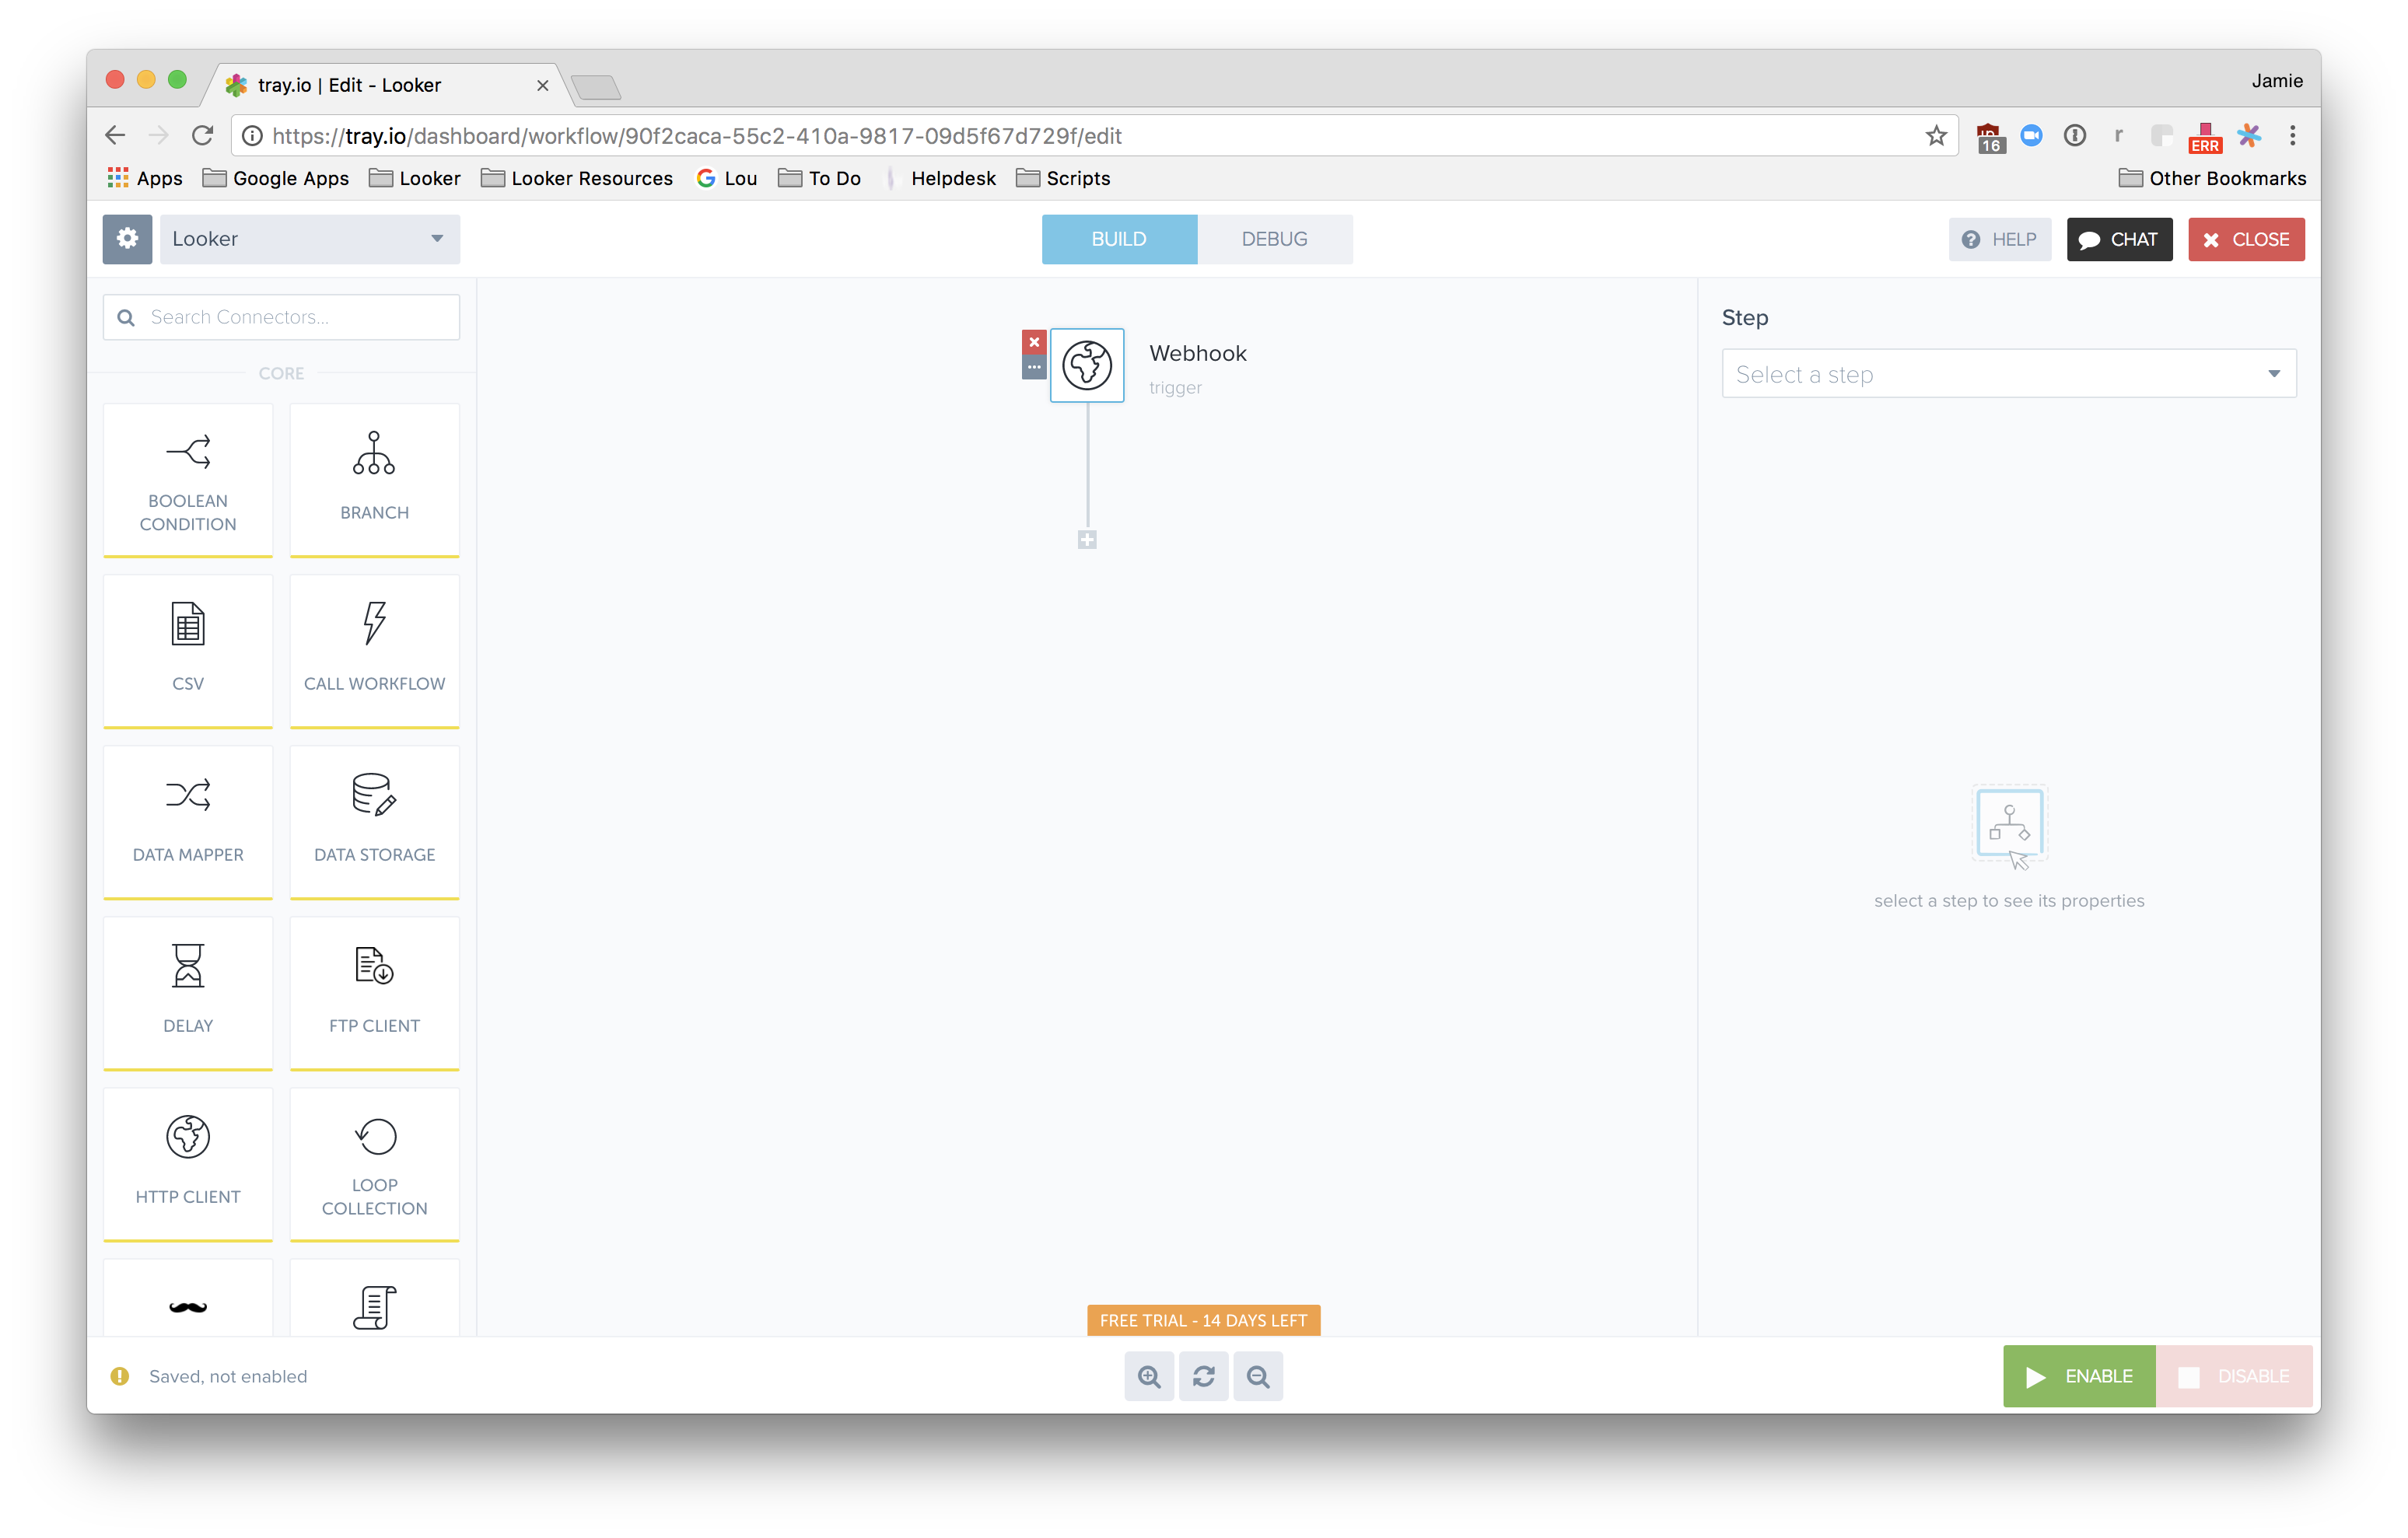 tray.io | Edit - Looker
Jamie
https://tray.io/dashboard/workflow/90f2caca-55c2-410a-9817-09d5f67d729f/edit
16
r
ERR
Apps
Google Apps
Looker
Looker Resources
Lou
To Do
Helpdesk
Scripts
Other Bookmarks
Looker
BUILD
DEBUG
HELP
CHAT
CLOSE
Search Connectors...
CORE
BOOLEAN
CONDITION
BRANCH
CSV
CALL WORKFLOW
DATA MAPPER
DATA STORAGE
DELAY
FTP CLIENT
HTTP CLIENT
LOOP
COLLECTION
Webhook
trigger
Step
Select a step
select a step to see its properties
FREE TRIAL - 14 DAYS LEFT
Saved, not enabled
ENABLE
DISABLE